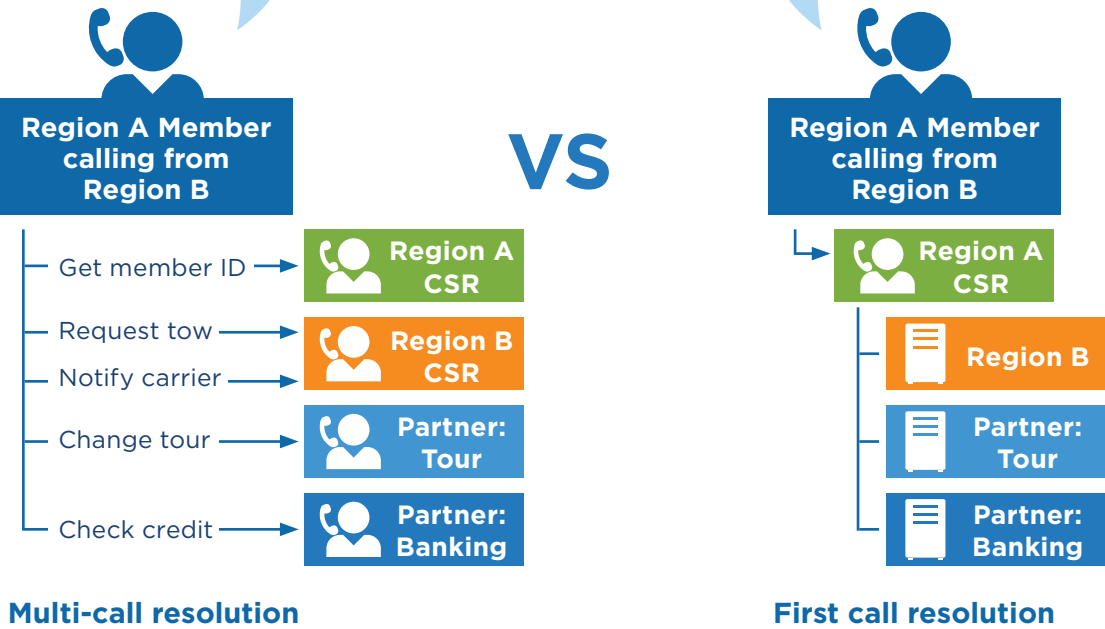 Region A Member
calling from
Region B
Get member ID
Region A
CSR
Request tow
Notify carrier
Region B
CSR
Change tour
Partner:
Tour
Check credit
Partner:
Banking
Multi-call resolution
VS
Region A Member
calling from
Region B
Region A
CSR
Region B
Partner:
Tour
Partner:
Banking
First call resolution